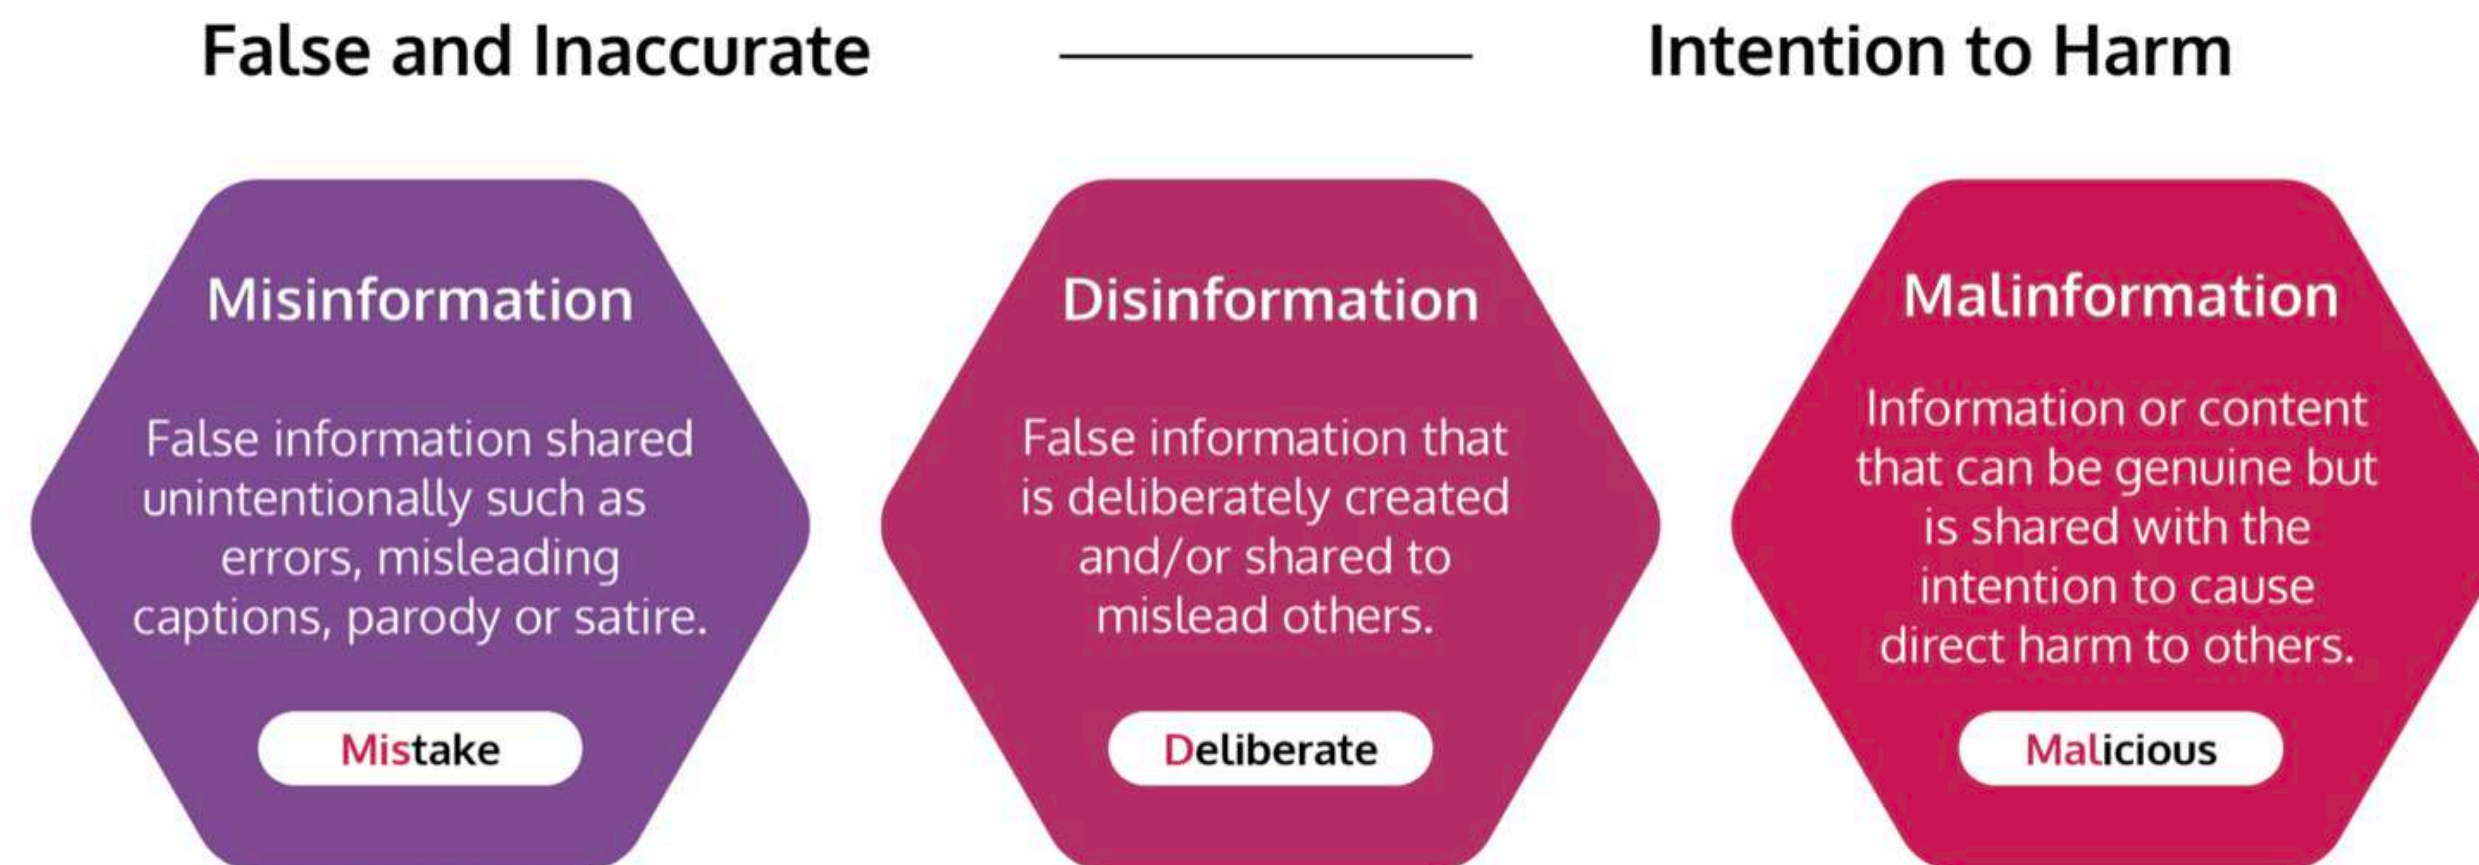 False and Inaccurate
Intention to Harm
Misinformation
False information shared
unintentionally such as
errors, misleading
captions, parody or satire.
Mistake
Disinformation
False information that
is deliberately created
and/or shared to
mislead others.
Deliberate
Malinformation
Information or content
that can be genuine but
is shared with the
intention to cause
direct harm to others.
Malicious